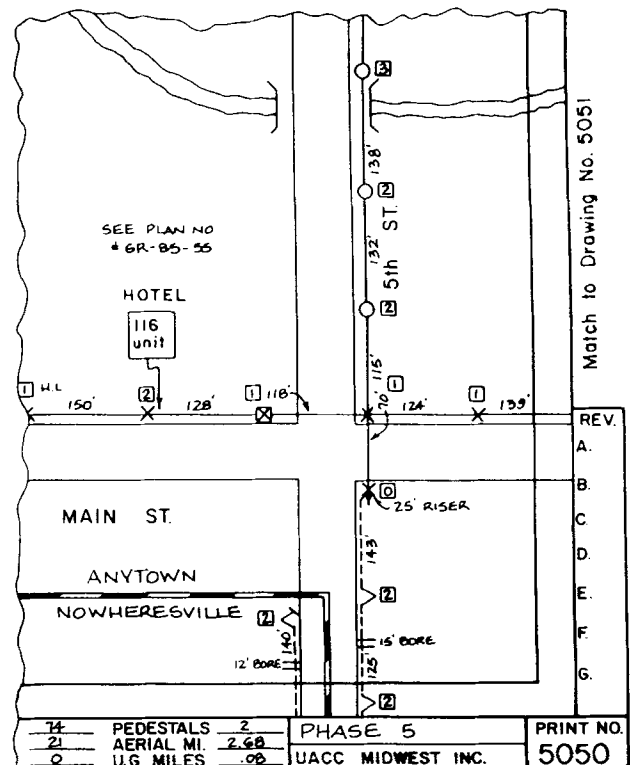 3
138'
2
132'
5th ST.
2
115'
Match to Drawing No. 5051
SEE PLAN NO
# GR-85-55
HOTEL
116
unit
1 H.L
150'
2
128'
1 118'
1
70'
124'
1
139'
REV.
A.
B.
C.
D.
E.
F.
G.
0
25' RISER
MAIN ST.
143'
ANYTOWN
NOWHERESVILLE
2
2
140'
15' BORE
12' BORE
125'
2
74 PEDESTALS 2
21 AERIAL MI. 2.68
0 U.G MILES .08
PHASE 5
UACC MIDWEST INC.
PRINT NO.
5050